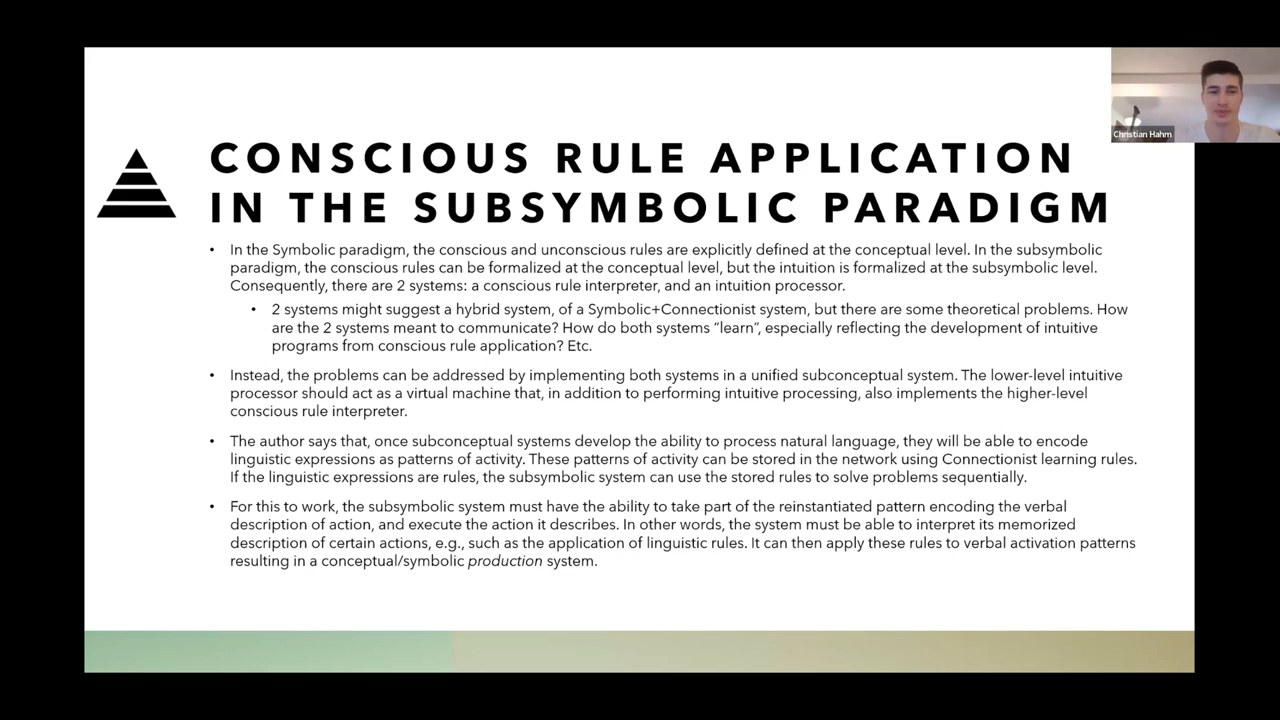 Christian Hahm
CONSCIOUS RULE APPLICATION
IN THE SUBSYMBOLIC PARADIGM
• In the Symbolic paradigm, the conscious and unconscious rules are explicitly defined at the conceptual level. In the subsymbolic
paradigm, the conscious rules can be formalized at the conceptual level, but the intuition is formalized at the subsymbolic level.
Consequently, there are 2 systems: a conscious rule interpreter, and an intuition processor.
• 2 systems might suggest a hybrid system, of a Symbolic+Connectionist system, but there are some theoretical problems. How
are the 2 systems meant to communicate? How do both systems “learn”, especially reflecting the development of intuitive
programs from conscious rule application? Etc.
• Instead, the problems can be addressed by implementing both systems in a unified subconceptual system. The lower-level intuitive
processor should act as a virtual machine that, in addition to performing intuitive processing, also implements the higher-level
conscious rule interpreter.
• The author says that, once subconceptual systems develop the ability to process natural language, they will be able to encode
linguistic expressions as patterns of activity. These patterns of activity can be stored in the network using Connectionist learning rules.
If the linguistic expressions are rules, the subsymbolic system can use the stored rules to solve problems sequentially.
• For this to work, the subsymbolic system must have the ability to take part of the reinstantiated pattern encoding the verbal
description of action, and execute the action it describes. In other words, the system must be able to interpret its memorized
description of certain actions, e.g., such as the application of linguistic rules. It can then apply these rules to verbal activation patterns
resulting in a conceptual/symbolic production system.